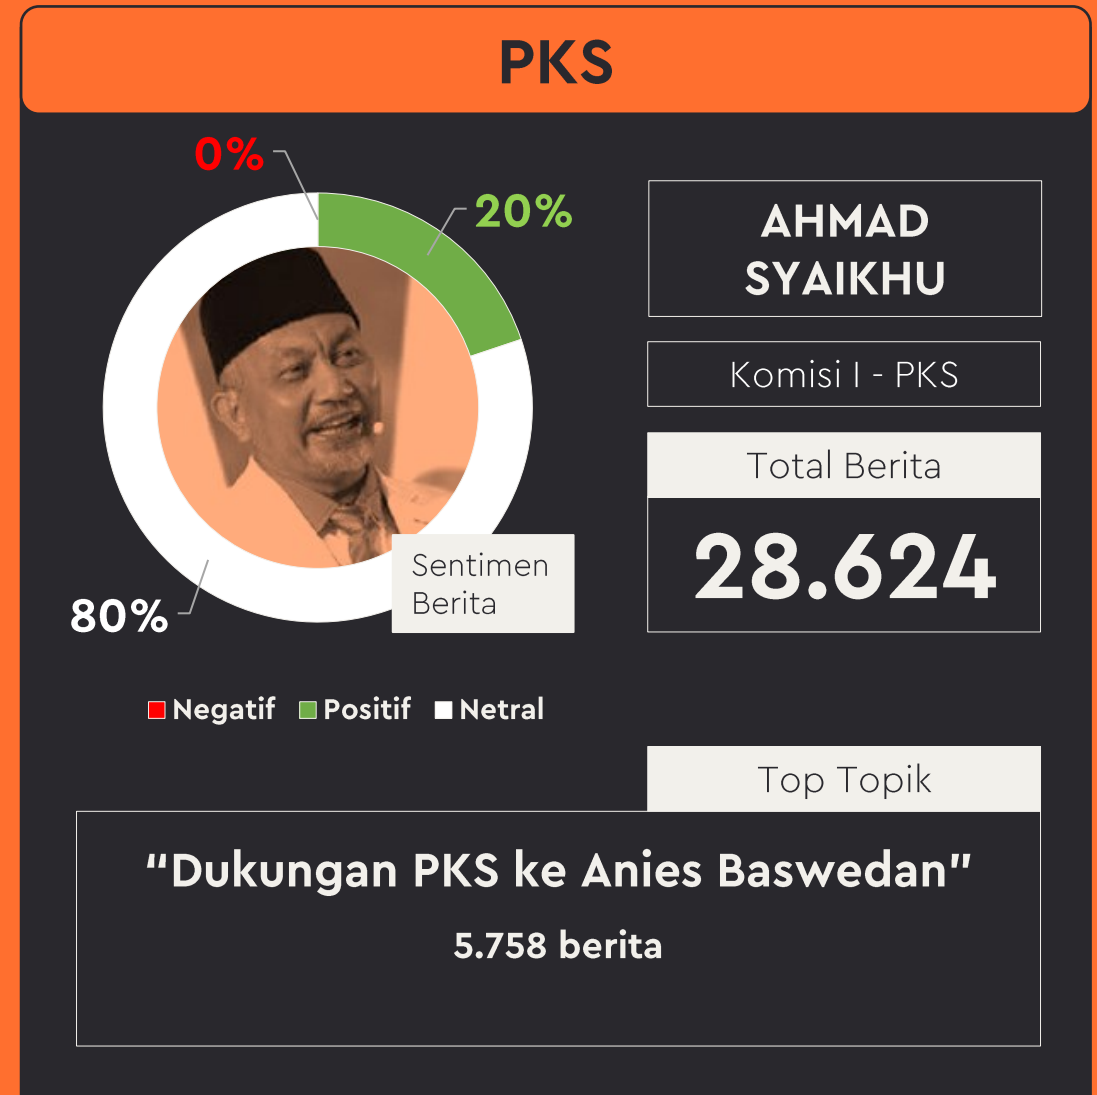 PKS
0%
20%
80%
Sentimen
Berita
Negatif Positif Netral
AHMAD
SYAIKHU
Komisi I - PKS
Total Berita
28.624
Top Topik
“Dukungan PKS ke Anies Baswedan”
5.758 berita